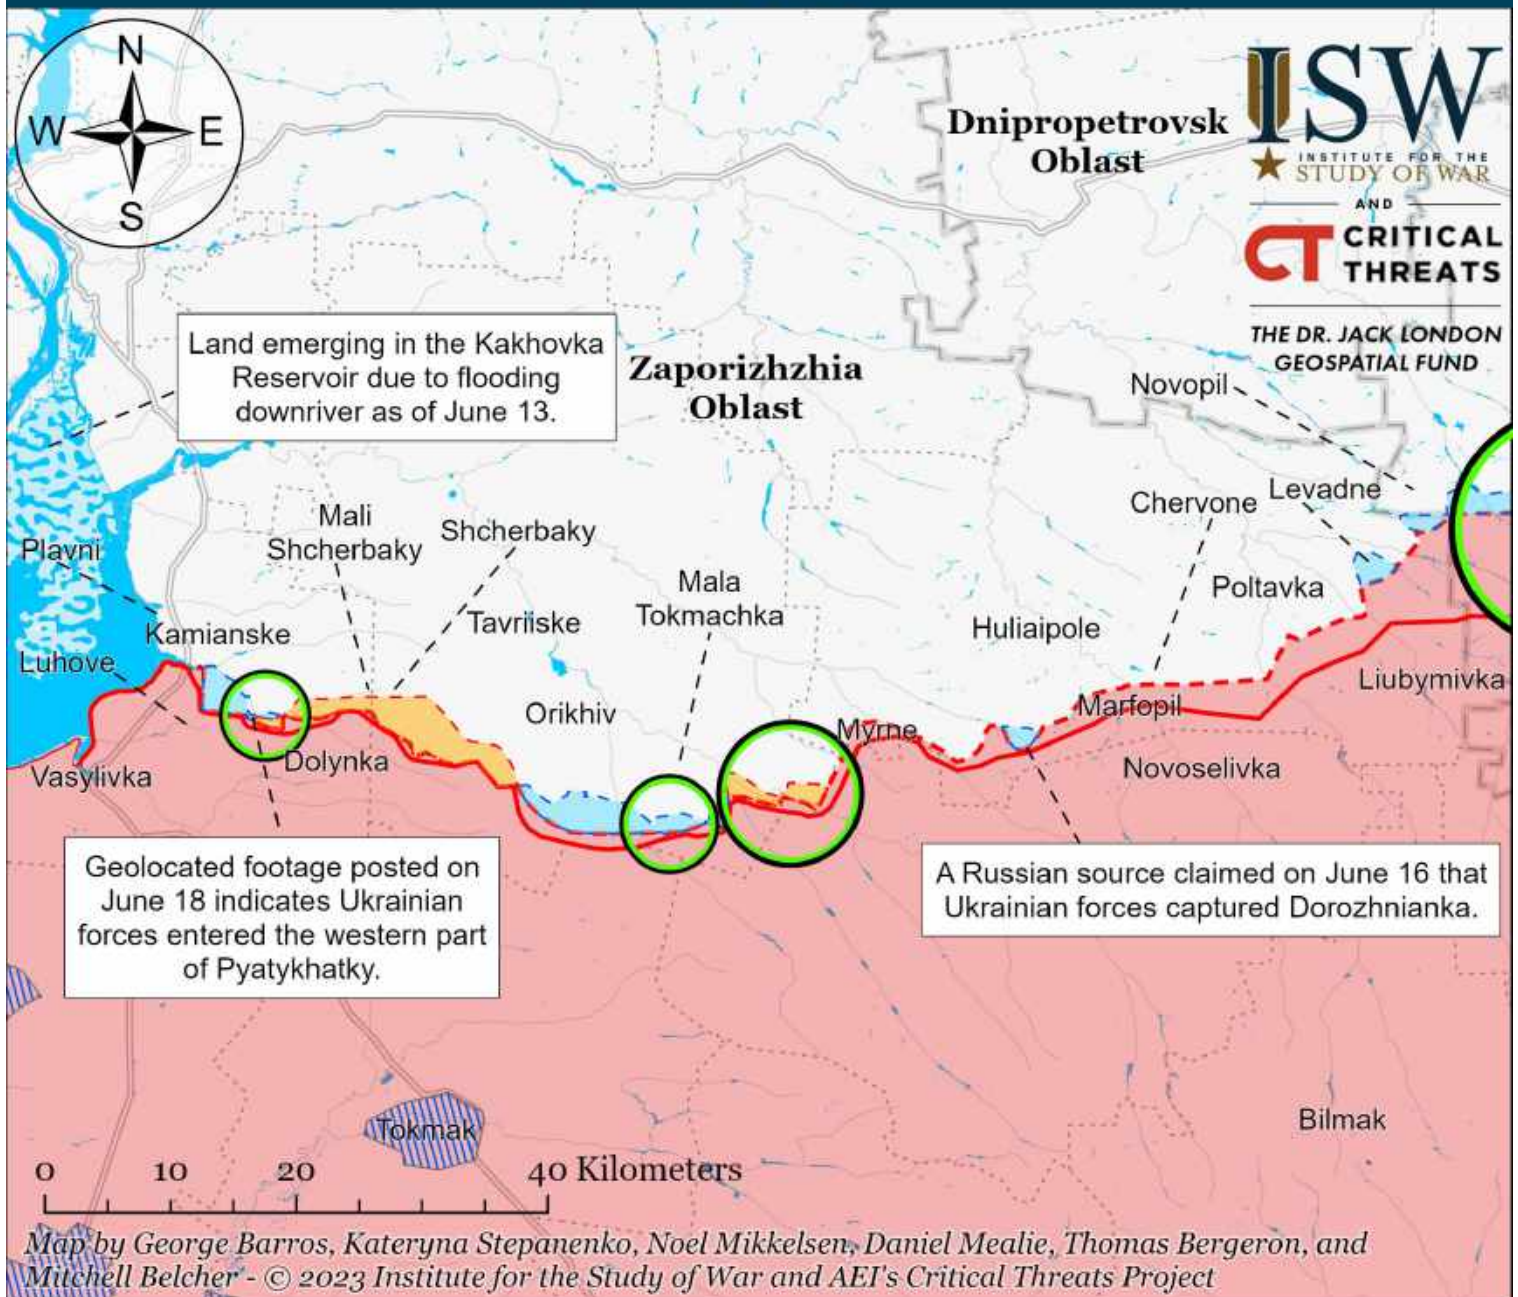 N
W
E
S
ISW
INSTITUTE FOR THE
STUDY OF WAR
AND
CT CRITICAL
THREATS
THE DR. JACK LONDON
GEOSPATIAL FUND
Dnipropetrovsk
Oblast
Land emerging in the Kakhovka
Reservoir due to flooding
downriver as of June 13.
Zaporizhzhia
Oblast
Novopil
Levadne
Chervone
Mali
Shcherbaky
Shcherbaky
Plavni
Mala
Tokmachka
Poltavka
Tavriiske
Huliaipole
Kamianske
Luhove
Liubymivka
Orikhiv
Marfopil
Myrne
Dolynka
Vasylivka
Novoselivka
Geolocated footage posted on
June 18 indicates Ukrainian
forces entered the western part
of Pyatykhatky.
A Russian source claimed on June 16 that
Ukrainian forces captured Dorozhnianka.
Tokmak
Bilmak
0 10 20 40 Kilometers
Map by George Barros, Kateryna Stepanenko, Noel Mikkelsen, Daniel Mealie, Thomas Bergeron, and
Mitchell Belcher - © 2023 Institute for the Study of War and AEI's Critical Threats Project